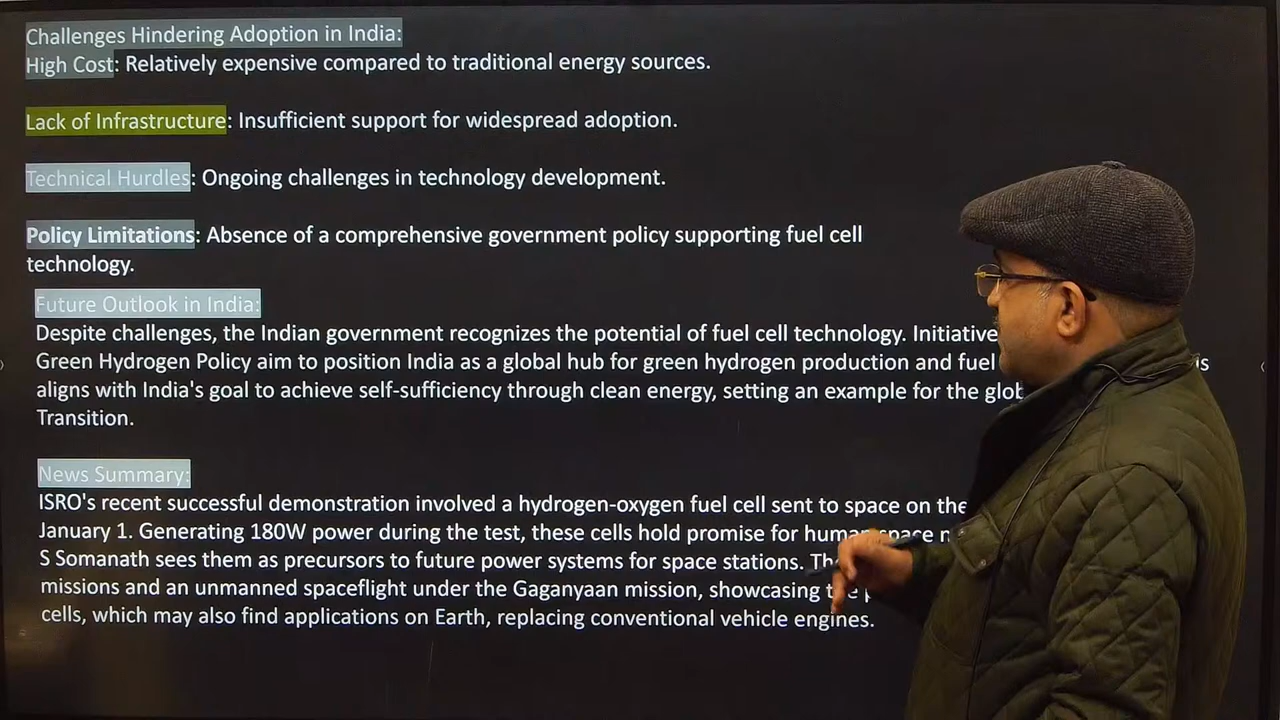 Challenges Hindering Adoption in India:
High Cost: Relatively expensive compared to traditional energy sources.
Lack of Infrastructure: Insufficient support for widespread adoption.
Technical Hurdles: Ongoing challenges in technology development.
Policy Limitations: Absence of a comprehensive government policy supporting fuel cell
technology.
Future Outlook in India:
Despite challenges, the Indian government recognizes the potential of fuel cell technology. Initiative
Green Hydrogen Policy aim to position India as a global hub for green hydrogen production and fuel
aligns with India's goal to achieve self-sufficiency through clean energy, setting an example for the
Transition.
News Summary:
ISRO's recent successful demonstration involved a hydrogen-oxygen fuel cell sent to space on the
January 1. Generating 180W power during the test, these cells hold promise for human space
S Somanath sees them as precursors to future power systems for space stations.
missions and an unmanned spaceflight under the Gaganyaan mission, showcasing
cells, which may also find applications on Earth, replacing conventional vehicle engines.